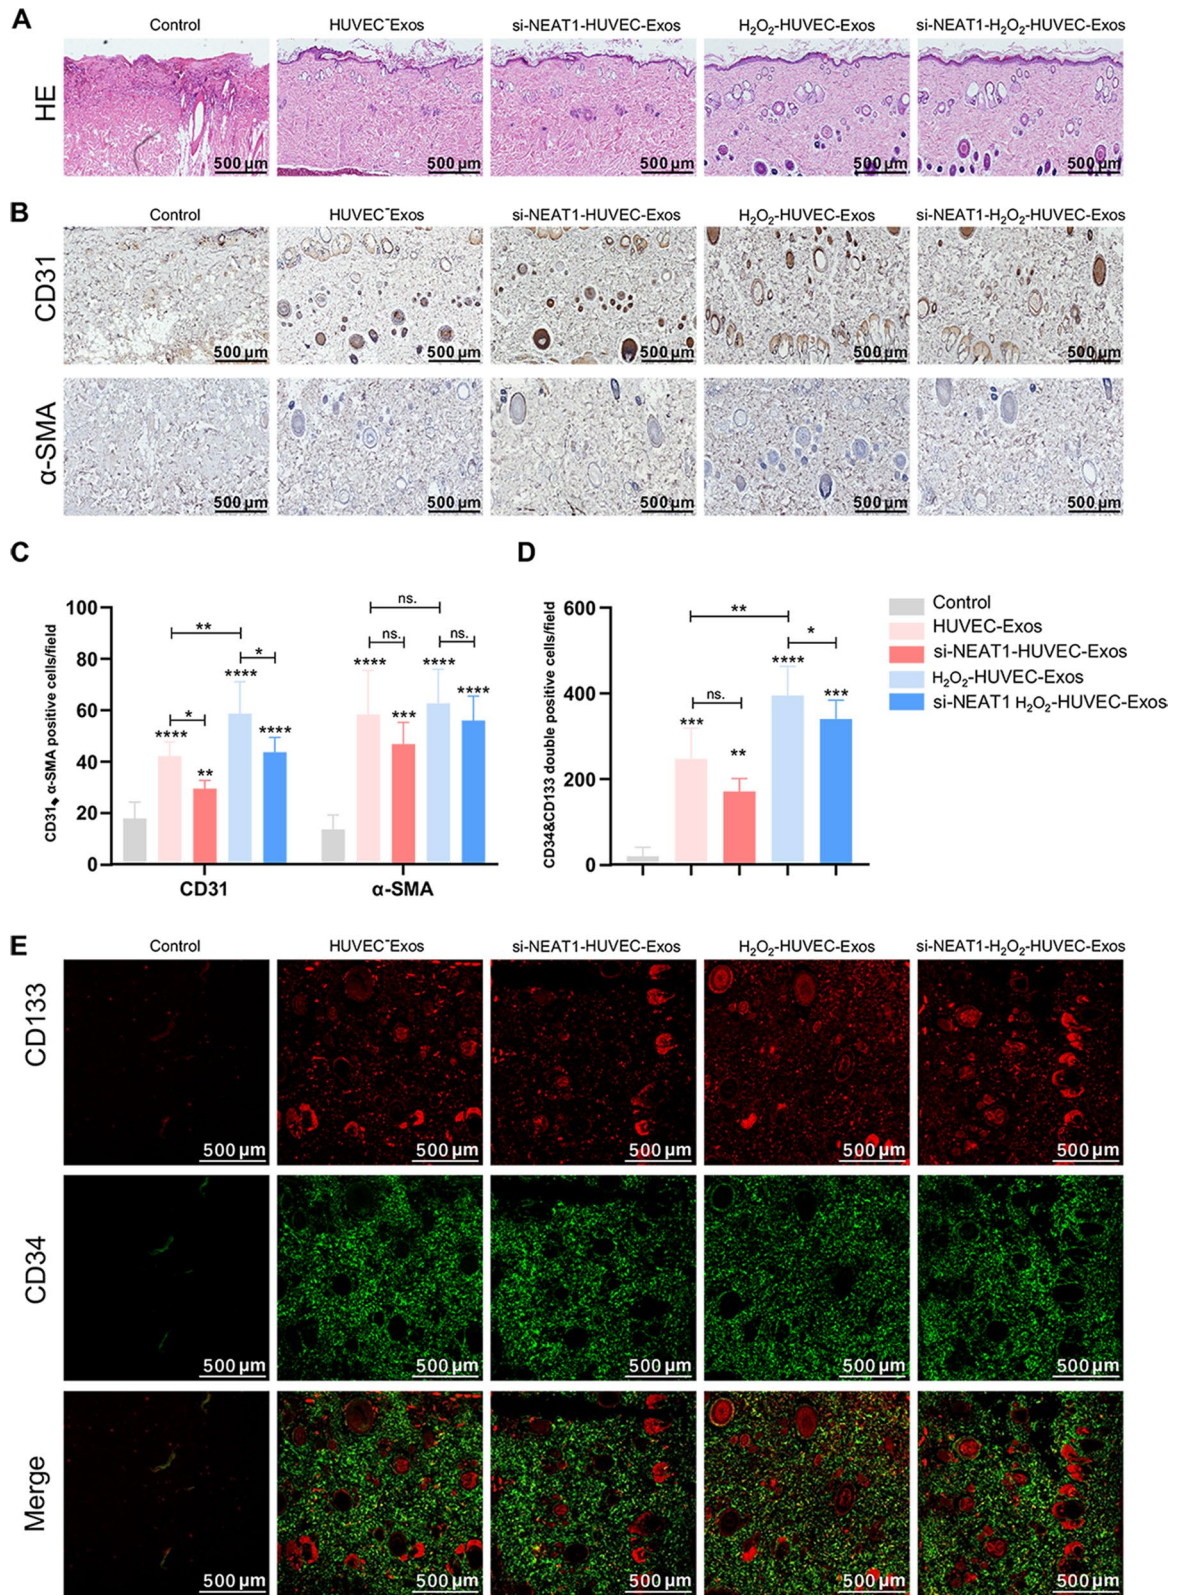 A
Control HUVEC-Exos si-NEAT1-HUVEC-Exos H₂O₂-HUVEC-Exos si-NEAT1-H₂O₂-HUVEC-Exos
HE
500 µm 500 µm 500 µm 500 µm 500 µm
B
Control HUVEC-Exos si-NEAT1-HUVEC-Exos H₂O₂-HUVEC-Exos si-NEAT1-H₂O₂-HUVEC-Exos
CD31
500 µm 500 µm 500 µm 500 µm 500 µm
α-SMA
500 µm 500 µm 500 µm 500 µm 500 µm
C
CD31、α-SMA positive cells/field
100
80
60
40
20
0
**
*
*
**** ** **** ****
ns.
ns. ns.
**** *** **** ****
CD31 α-SMA
D
CD34&CD133 double positive cells/field
600
400
200
0
**
*
ns.
*** ** **** ***
Control
HUVEC-Exos
si-NEAT1-HUVEC-Exos
H₂O₂-HUVEC-Exos
si-NEAT1 H₂O₂-HUVEC-Exos
E
Control HUVEC-Exos si-NEAT1-HUVEC-Exos H₂O₂-HUVEC-Exos si-NEAT1-H₂O₂-HUVEC-Exos
CD133
500 µm 500 µm 500 µm 500 µm 500 µm
CD34
500 µm 500 µm 500 µm 500 µm 500 µm
Merge
500 µm 500 µm 500 µm 500 µm 500 µm